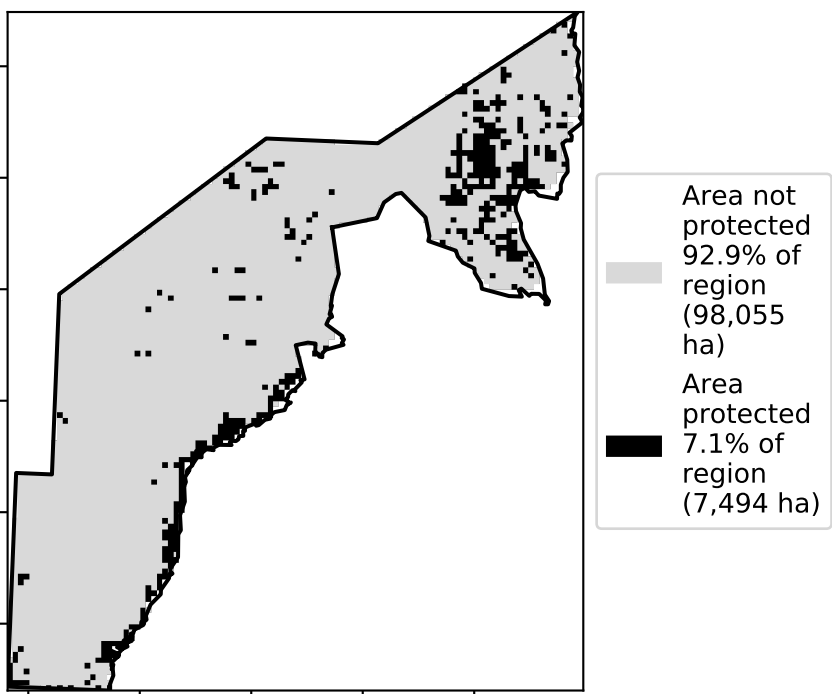 Area not
protected
92.9% of
region
(98,055
ha)
Area
protected
7.1% of
region
(7,494 ha)